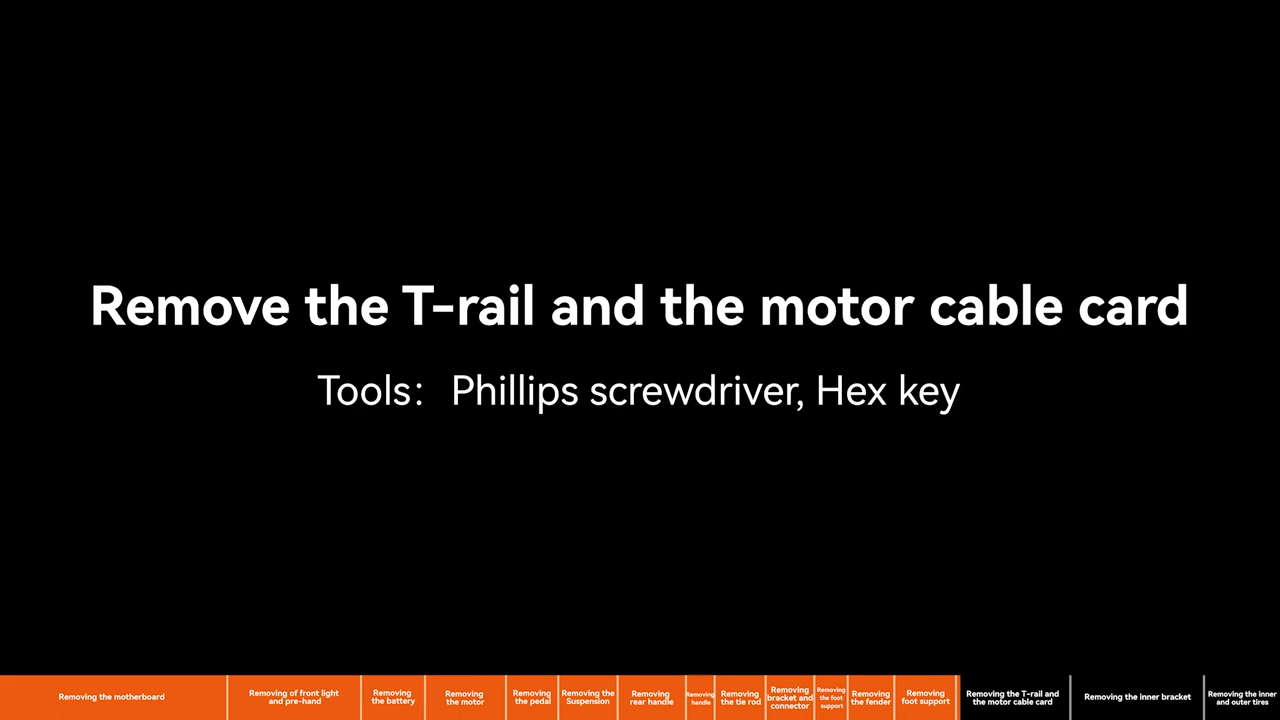 Remove the T-rail and the motor cable card
Tools: Phillips screwdriver, Hex key
Removing the motherboard
Removing of front light
and pre-hand
Removing
the battery
Removing
the motor
Removing
the pedal
Removing the
Suspension
Removing
rear handle
Removing
handle
Removing
the tie rod
Removing
bracket and
connector
Removing
the foot
support
Removing
the fender
Removing
foot support
Removing the T-rail and
the motor cable card
Removing the inner bracket
Removing the inner
and outer tires